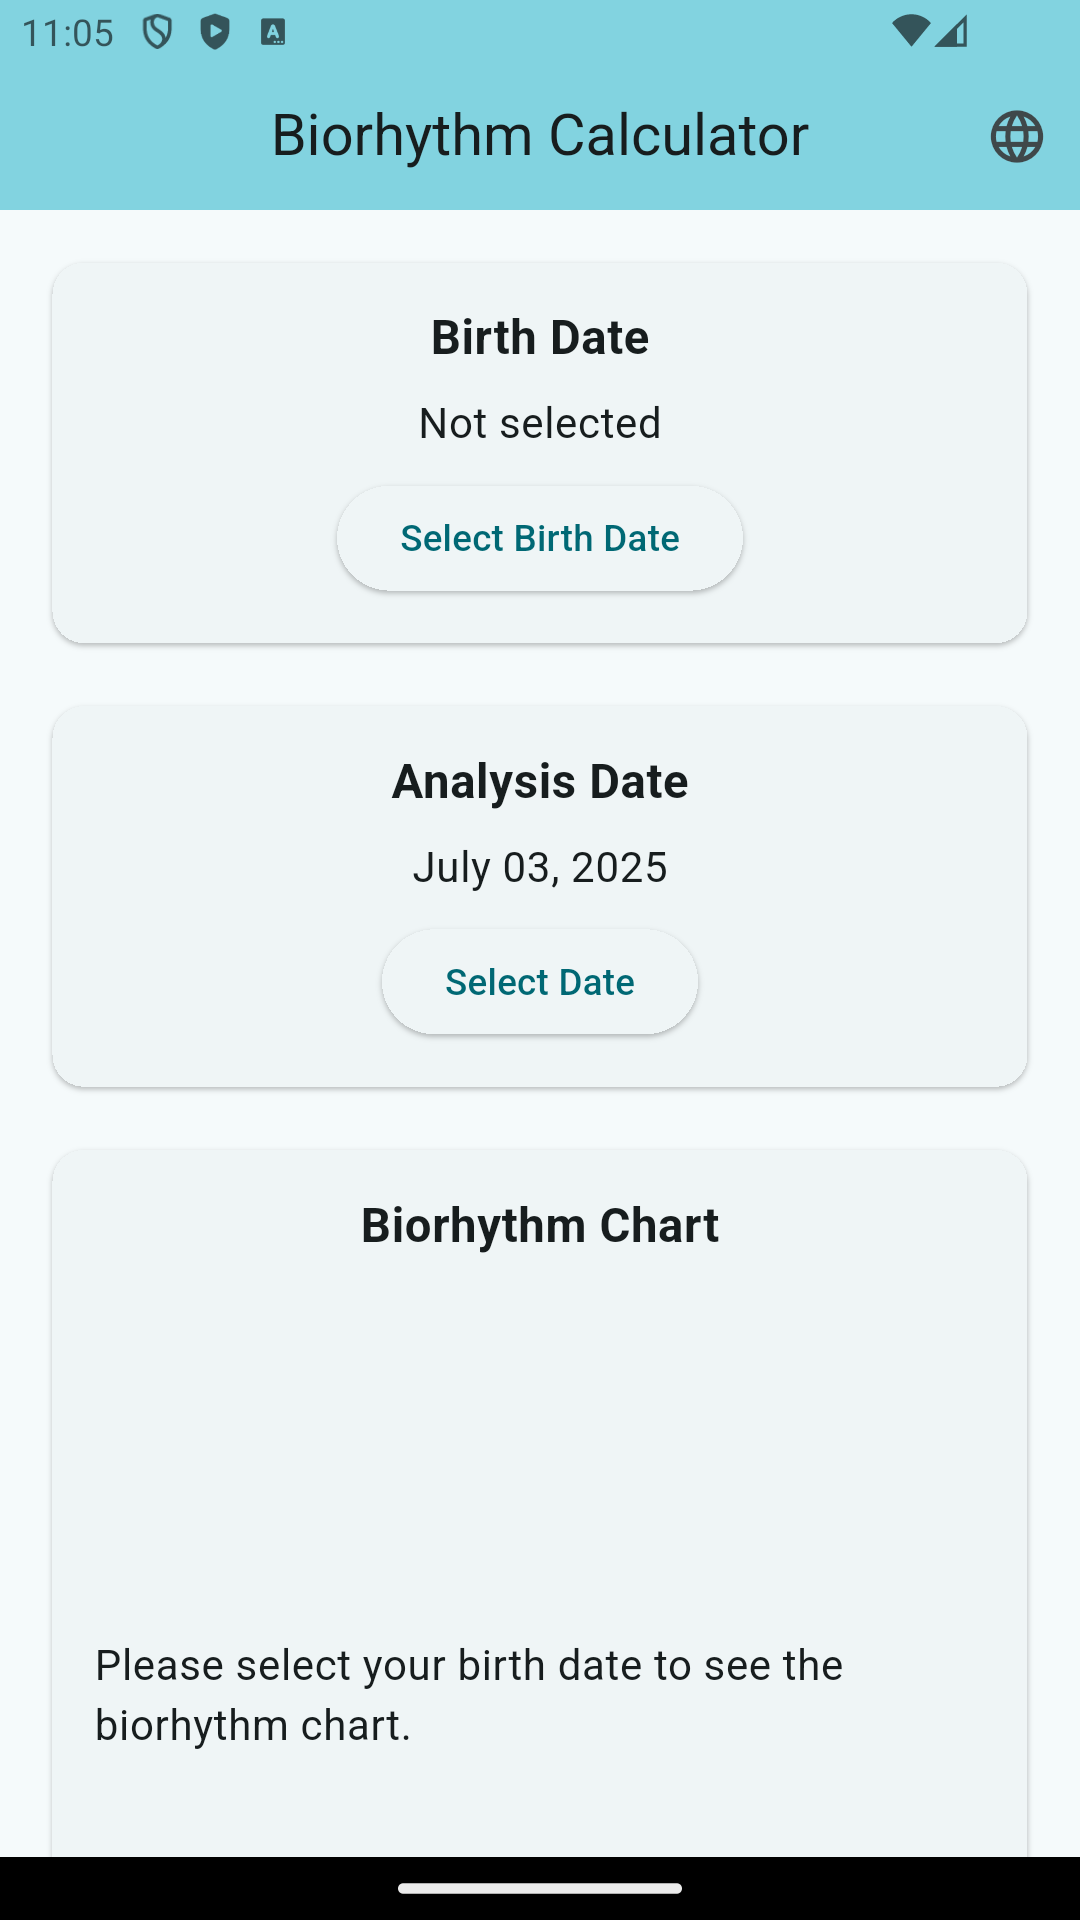 11:05
Biorhythm Calculator
Birth Date
Not selected
Select Birth Date
Analysis Date
July 03, 2025
Select Date
Biorhythm Chart
Please select your birth date to see the
biorhythm chart.